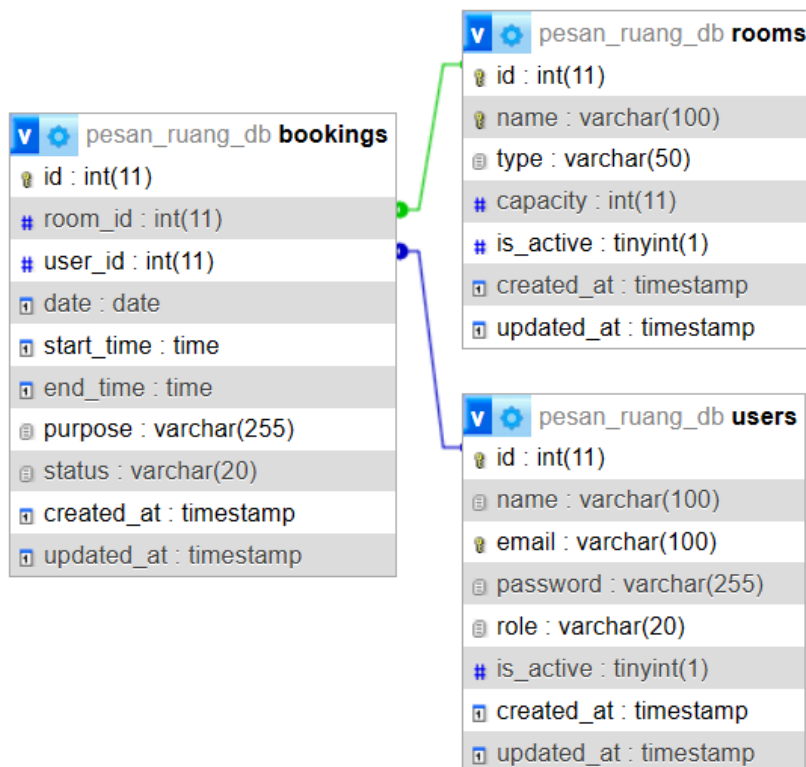 v pesan_ruang_db bookings
id : int(11)
room_id : int(11)
user_id : int(11)
date : date
start_time : time
end_time : time
purpose : varchar(255)
status : varchar(20)
created_at : timestamp
updated_at : timestamp
v pesan_ruang_db rooms
id : int(11)
name : varchar(100)
type : varchar(50)
capacity : int(11)
is_active : tinyint(1)
created_at : timestamp
updated_at : timestamp
v pesan_ruang_db users
id : int(11)
name : varchar(100)
email : varchar(100)
password : varchar(255)
role : varchar(20)
is_active : tinyint(1)
created_at : timestamp
updated_at : timestamp